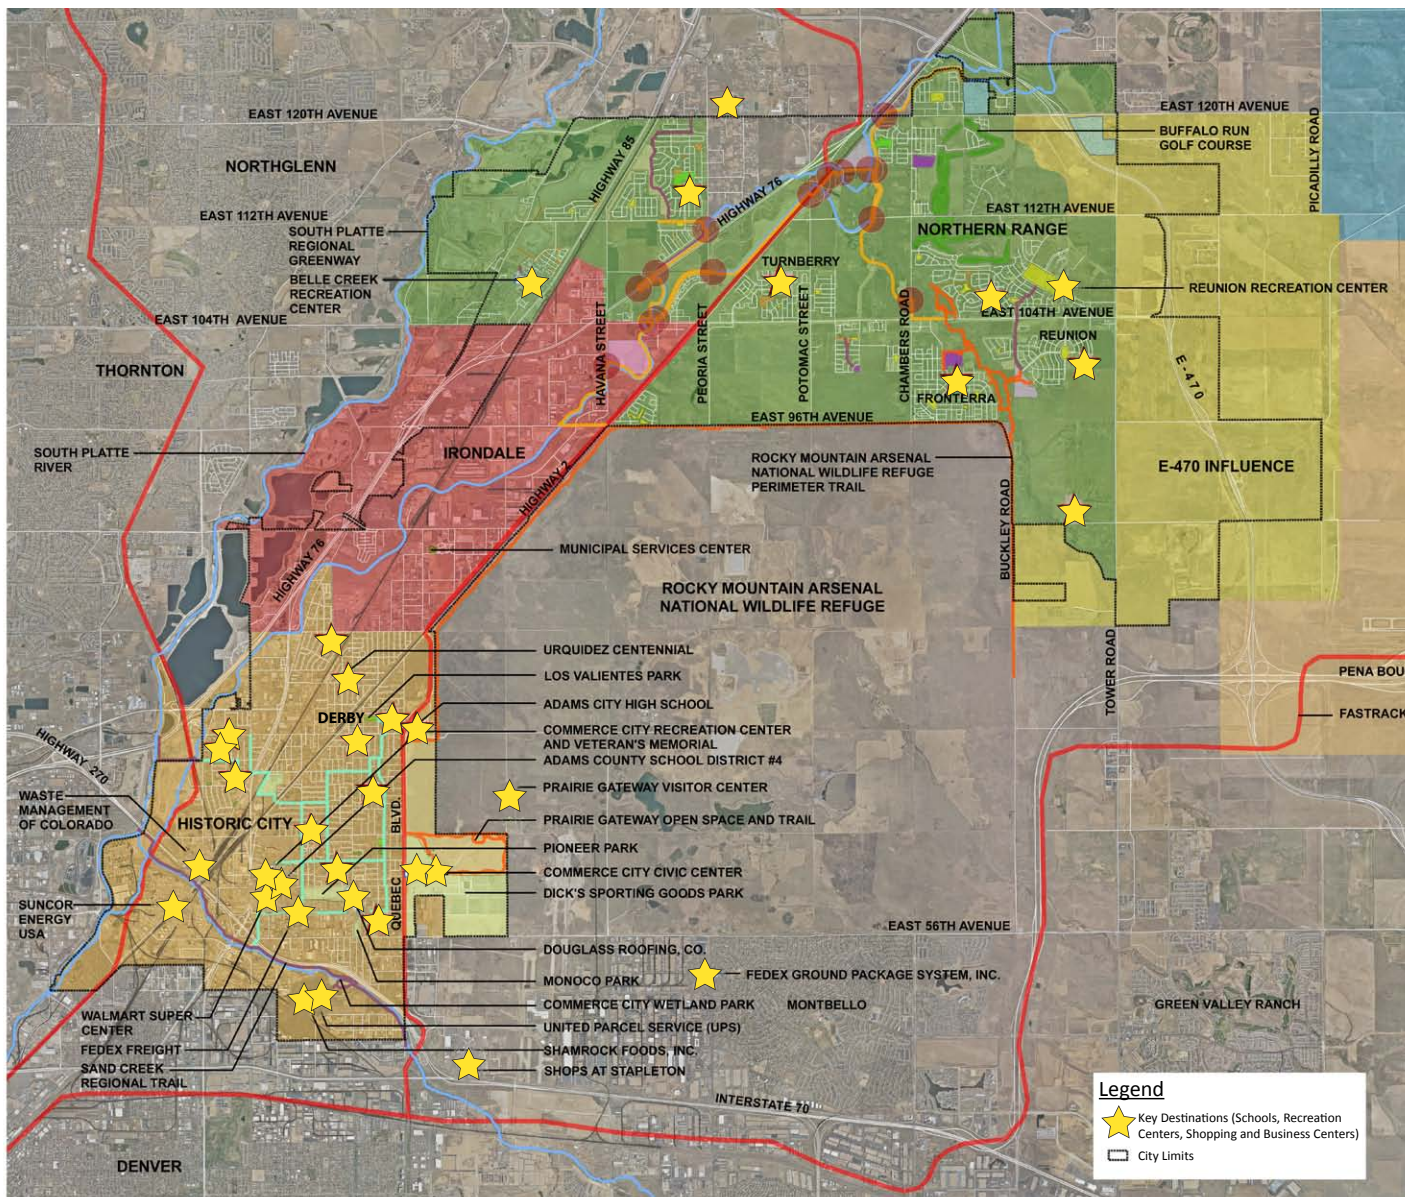 EAST 120TH AVENUE
EAST 120TH AVENUE
PICADILLY ROAD
BUFFALO RUN
GOLF COURSE
NORTHGLENN
HIGHWAY 85
HIGHWAY 76
EAST 112TH AVENUE
EAST 112TH AVENUE
SOUTH PLATTE
REGIONAL
GREENWAY
NORTHERN RANGE
TURNBERRY
BELLE CREEK
RECREATION
CENTER
REUNION RECREATION CENTER
EAST 104TH AVENUE
EAST 104TH AVENUE
HAVANA STREET
PEORIA STREET
POTOMAC STREET
CHAMBERS ROAD
REUNION
E-470
THORNTON
FRONTERRA
EAST 96TH AVENUE
SOUTH PLATTE
RIVER
IRONDALE
HIGHWAY 2
ROCKY MOUNTAIN ARSENAL
NATIONAL WILDLIFE REFUGE
PERIMETER TRAIL
E-470 INFLUENCE
BUCKLEY ROAD
HIGHWAY 76
MUNICIPAL SERVICES CENTER
ROCKY MOUNTAIN ARSENAL
NATIONAL WILDLIFE REFUGE
TOWER ROAD
URQUIDEZ CENTENNIAL
LOS VALIENTES PARK
PENA BOU
DERBY
ADAMS CITY HIGH SCHOOL
FASTRACK
COMMERCE CITY RECREATION CENTER
AND VETERAN'S MEMORIAL
ADAMS COUNTY SCHOOL DISTRICT #4
HIGHWAY 270
PRAIRIE GATEWAY VISITOR CENTER
WASTE
MANAGEMENT
OF COLORADO
HISTORIC CITY
QUEBEC BLVD.
PRAIRIE GATEWAY OPEN SPACE AND TRAIL
PIONEER PARK
COMMERCE CITY CIVIC CENTER
DICK'S SPORTING GOODS PARK
SUNCOR
ENERGY
USA
EAST 56TH AVENUE
DOUGLASS ROOFING, CO.
FEDEX GROUND PACKAGE SYSTEM, INC.
MONOCO PARK
COMMERCE CITY WETLAND PARK
MONTBELLO
GREEN VALLEY RANCH
WALMART SUPER
CENTER
UNITED PARCEL SERVICE (UPS)
FEDEX FREIGHT
SHAMROCK FOODS, INC.
SAND CREEK
REGIONAL TRAIL
SHOPS AT STAPLETON
INTERSTATE 70
DENVER
Legend
Key Destinations (Schools, Recreation
Centers, Shopping and Business Centers)
City Limits